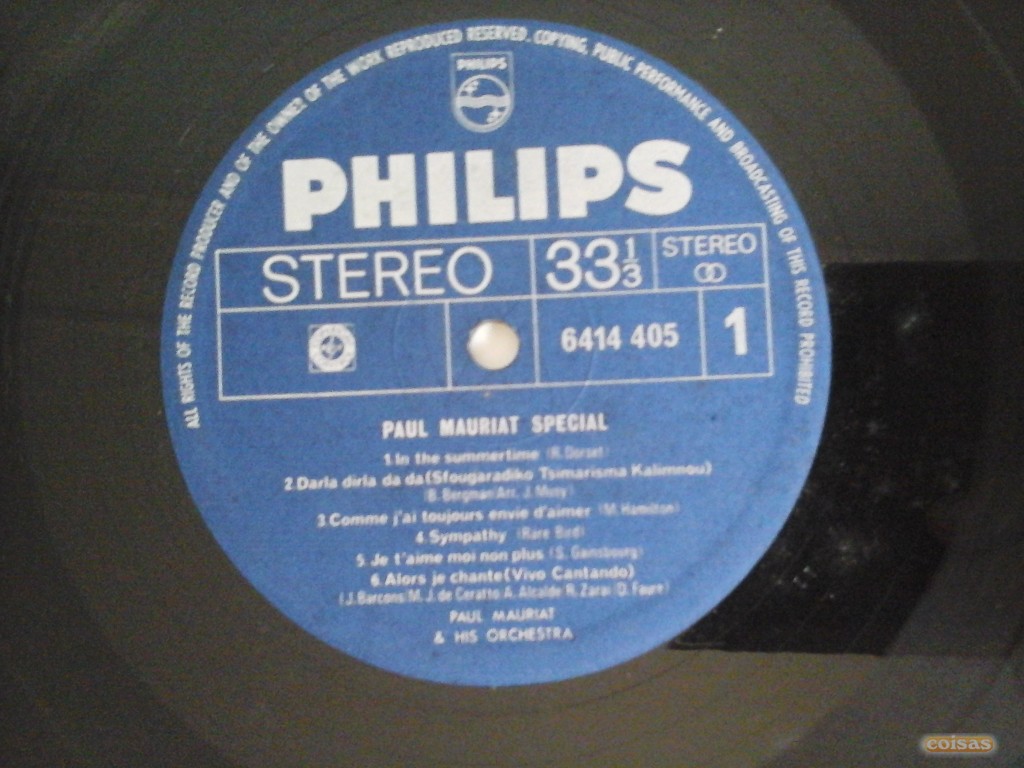 ALL RIGHTS OF THE RECORD PRODUCER AND OF THE OWNER OF THE WORK REPRODUCED RESERVED. COPYING, PUBLIC PERFORMANCE AND BROADCASTING OF THIS RECORD PROHIBITED
PHILIPS
PHILIPS
STEREO 33 1/3 STEREO
6414 405 1
PAUL MAURIAT SPECIAL
1.In the summertime (R.Dorset)
2.Darla dirla da da(Sfougaradiko Tsimarisma Kalimnou)
(B. Bergman/Arr. J. Musy)
3.Comme j'ai toujours envie d'aimer (M.Hamilton)
4.Sympathy (Rare Bird)
5.Je t'aime moi non plus (S. Gainsbourg)
6.Alors je chante(Vivo Cantando)
(J.Barcons/M.J.de Ceratto A. Alcalde R. Zarai/D. Faure)
PAUL MAURIAT
& HIS ORCHESTRA
coisas